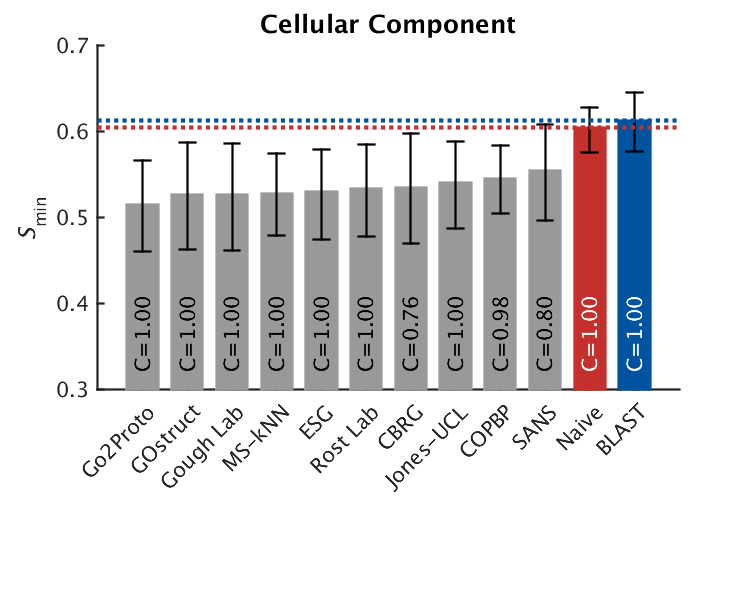 Cellular Component
0.7
0.6
0.5
0.4
0.3
Smin
C=1.00
C=1.00
C=1.00
C=1.00
C=1.00
C=1.00
C=0.76
C=1.00
C=0.98
C=0.80
C=1.00
C=1.00
Go2Proto
GOstruct
Gough Lab
MS-kNN
ESG
Rost Lab
CBRG
Jones-UCL
COPBP
SANS
Naive
BLAST